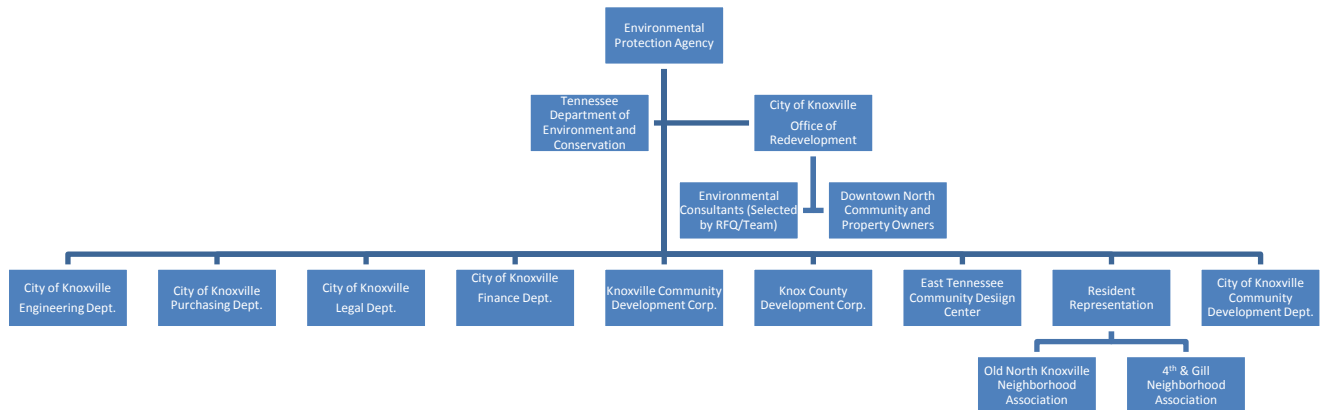 Environmental
Protection Agency
Tennessee
Department of
Environment and
Conservation
City of Knoxville
Office of
Redevelopment
Environmental
Consultants (Selected
by RFQ/Team)
Downtown North
Community and
Property Owners
City of Knoxville
Engineering Dept.
City of Knoxville
Purchasing Dept.
City of Knoxville
Legal Dept.
City of Knoxville
Finance Dept.
Knoxville Community
Development Corp.
Knox County
Development Corp.
East Tennessee
Community Desiign
Center
Resident
Representation
City of Knoxville
Community
Development Dept.
Old North Knoxville
Neighborhood
Association
4th & Gill
Neighborhood
Association